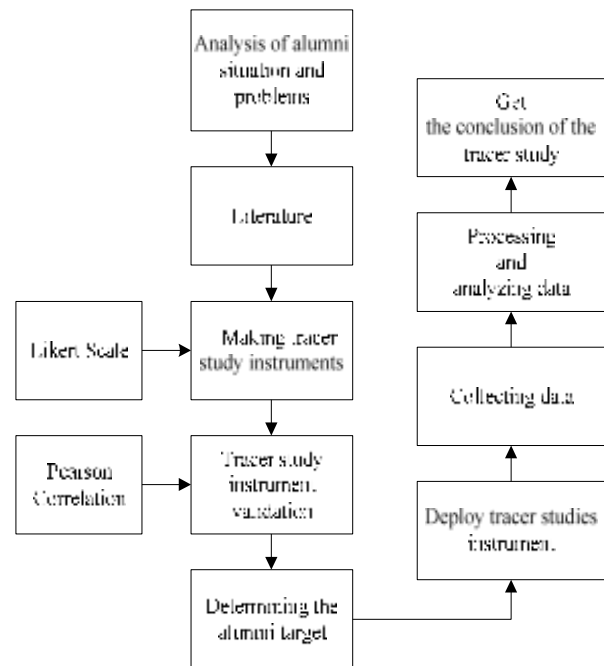 Analysis of alumni
situation and
problems
Literature
Likert Scale
Making tracer
study instruments
Pearson
Correlation
Tracer study
instrument
vandation
Determining the
alumni target
Deploy tracer studies
instrument
Collecting data
Processing
and
analyzing data
Get
the conclusion of the
tracer study